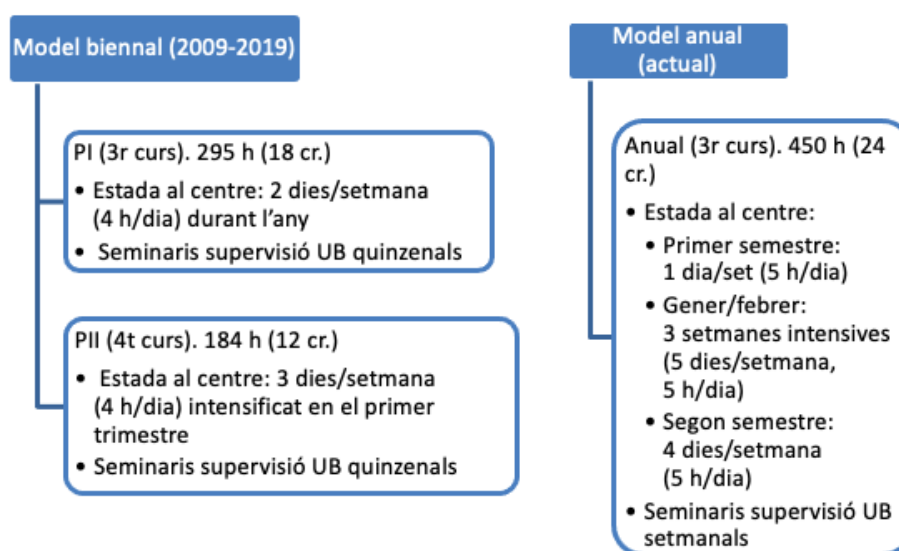 Model biennal (2009-2019)
PI (3r curs). 295 h (18 cr.)
• Estada al centre: 2 dies/setmana
(4 h/dia) durant l'any
• Seminaris supervisió UB quinzenals
PII (4t curs). 184 h (12 cr.)
• Estada al centre: 3 dies/setmana
(4 h/dia) intensificat en el primer
trimestre
• Seminaris supervisió UB quinzenals
Model anual
(actual)
Anual (3r curs). 450 h (24
cr.)
• Estada al centre:
• Primer semestre:
1 dia/set (5 h/dia)
• Gener/febrer:
3 setmanes intensives
(5 dies/setmana,
5 h/dia)
• Segon semestre:
4 dies/setmana
(5 h/dia)
• Seminaris supervisió UB
setmanals